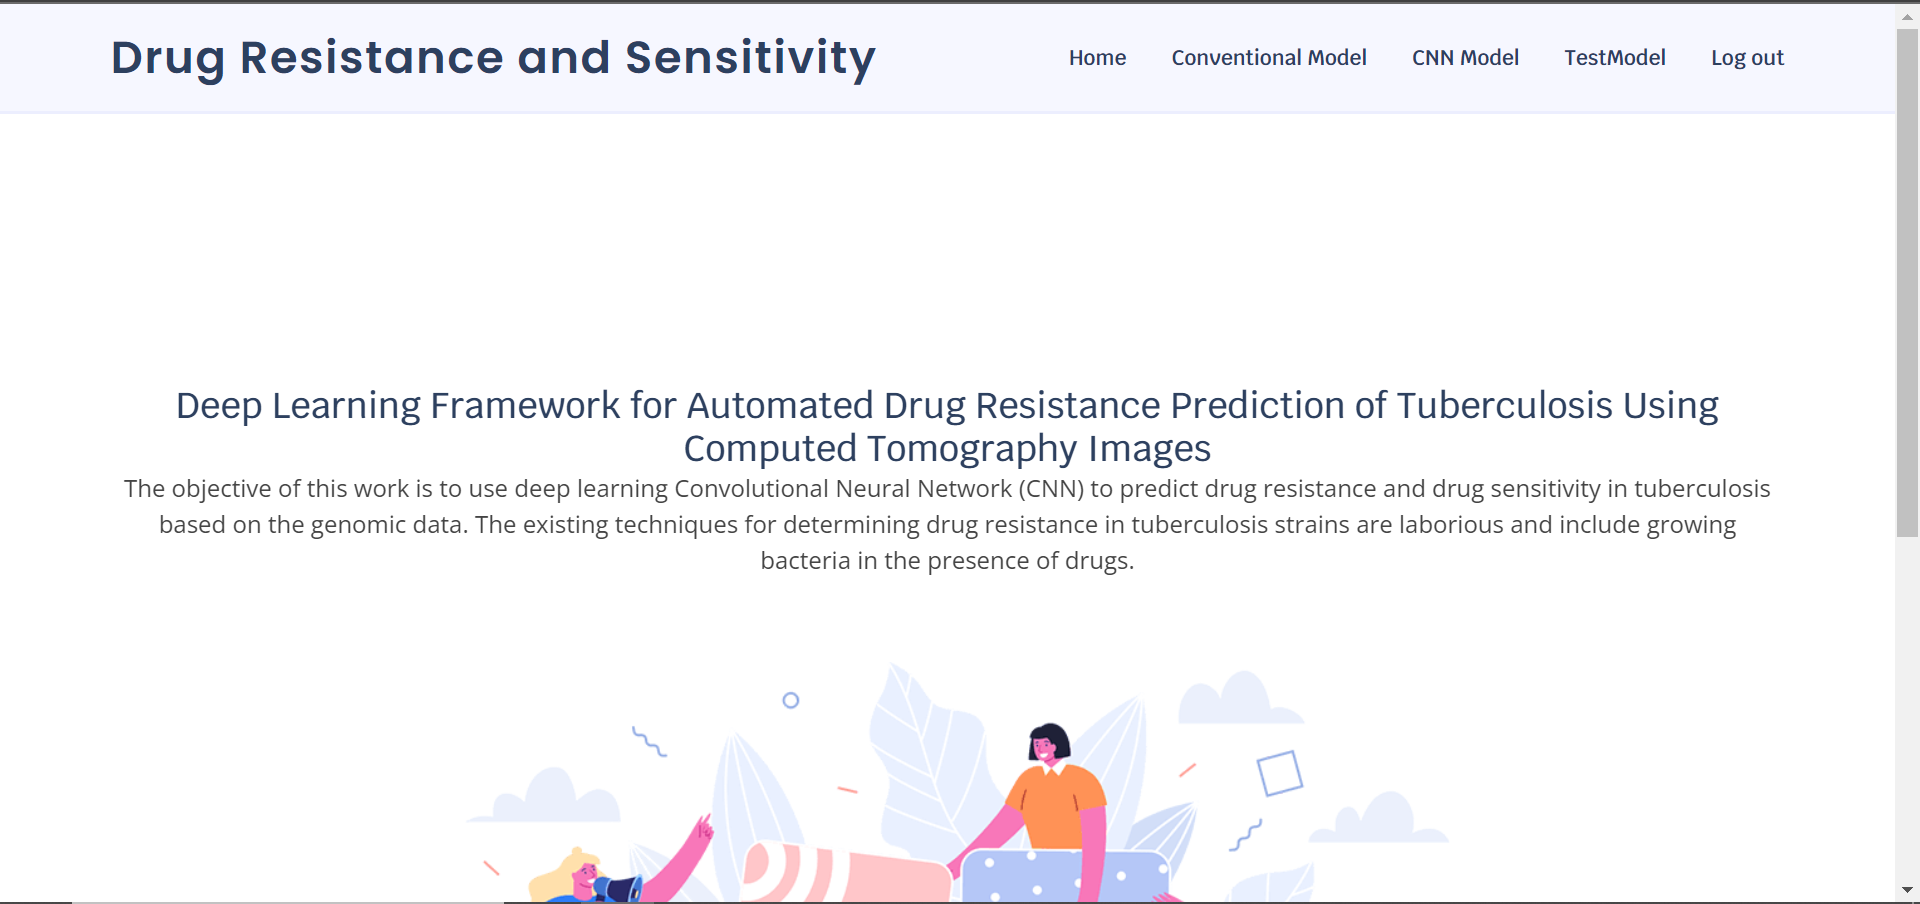 Drug Resistance and Sensitivity
Home Conventional Model CNN Model TestModel Log out
Deep Learning Framework for Automated Drug Resistance Prediction of Tuberculosis Using
Computed Tomography Images
The objective of this work is to use deep learning Convolutional Neural Network (CNN) to predict drug resistance and drug sensitivity in tuberculosis
based on the genomic data. The existing techniques for determining drug resistance in tuberculosis strains are laborious and include growing
bacteria in the presence of drugs.